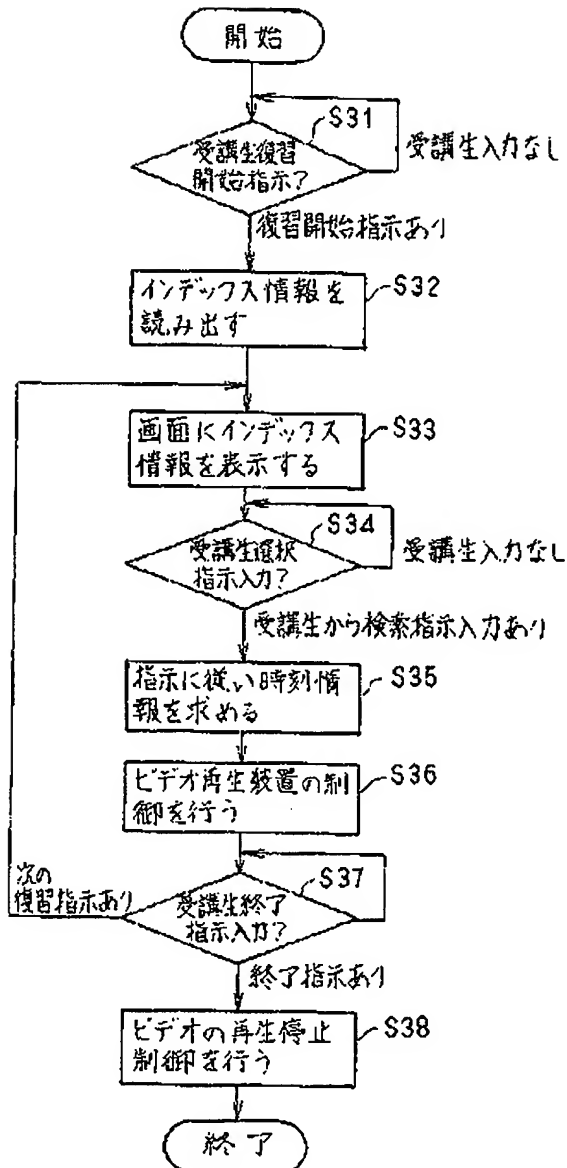 開始
S31
受講生復習
開始指示?
受講生入力なし
復習開始指示あり
インデックス情報を
読み出す
S32
画面にインデックス
情報を表示する
S33
S34
受講生選択
指示入力?
受講生入力なし
受講生から検索指示入力あり
指示に従い時刻情
報を求める
S35
ビデオ再生装置の制
御を行う
S36
次の
復習指示あり
S37
受講生終了
指示入力?
終了指示あり
ビデオの再生停止
制御を行う
S38
終了